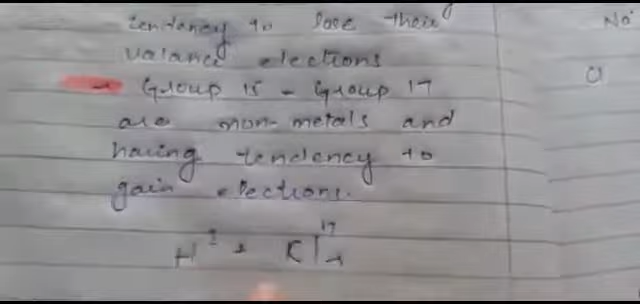 tendency to lose their
valance electrons
→ Group 15 - Group 17
are non-metals and
having tendency to
gain electrons.
No